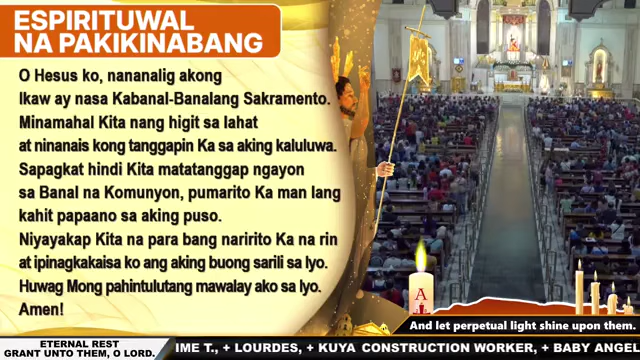 ESPIRITUWAL
NA PAKIKINABANG
O Hesus ko, nananalig akong
Ikaw ay nasa Kabanal-Banalang Sakramento.
Minamahal Kita nang higit sa lahat
at ninanais kong tanggapin Ka sa aking kaluluwa.
Sapagkat hindi Kita matatanggap ngayon
sa Banal na Komunyon, pumarito Ka man lang
kahit papaano sa aking puso.
Niyayakap Kita na para bang naririto Ka na rin
at ipinagkakaisa ko ang aking buong sarili sa Iyo.
Huwag Mong pahintulutang mawalay ako sa Iyo.
Amen!
A
And let perpetual light shine upon them.
ETERNAL REST
GRANT UNTO THEM, O LORD.
IME T., + LOURDES, + KUYA CONSTRUCTION WORKER, + BABY ANGEL